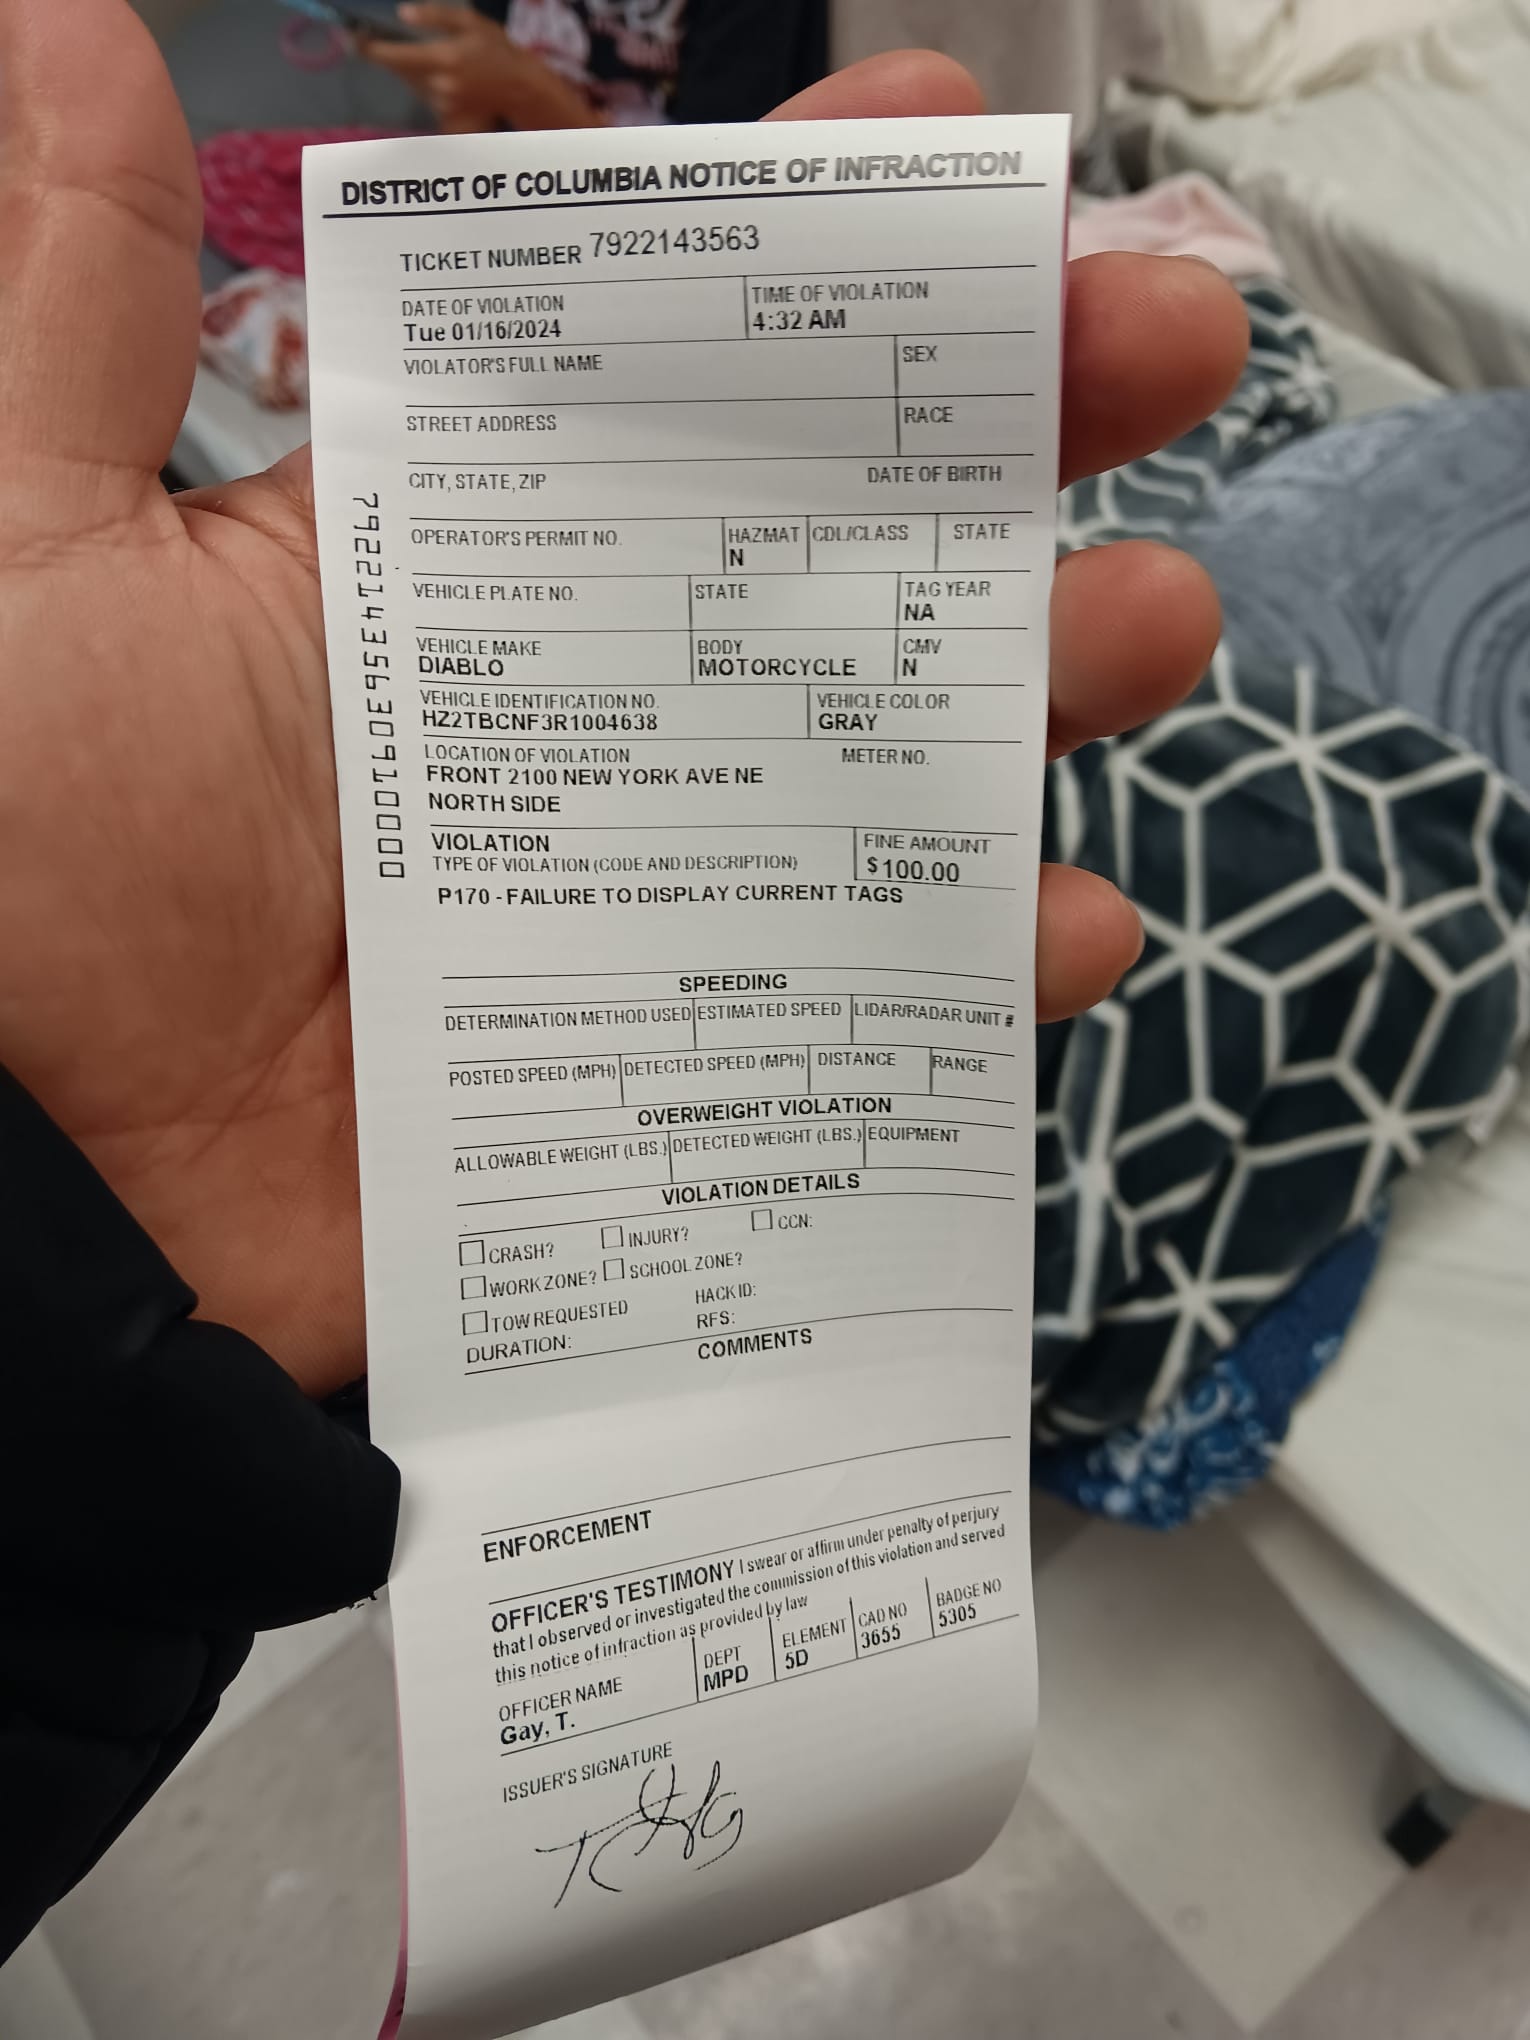 DISTRICT OF COLUMBIA NOTICE OF INFRACTION
TICKET NUMBER 7922143563
DATE OF VIOLATION TIME OF VIOLATION
Tue 01/16/2024 4:32 AM
VIOLATOR'S FULL NAME SEX
STREET ADDRESS RACE
CITY, STATE, ZIP DATE OF BIRTH
OPERATOR'S PERMIT NO. HAZMAT CDL/CLASS STATE
N
VEHICLE PLATE NO. STATE TAG YEAR
NA
VEHICLE MAKE BODY CMV
DIABLO MOTORCYCLE N
VEHICLE IDENTIFICATION NO. VEHICLE COLOR
HZ2TBCNF3R1004638 GRAY
LOCATION OF VIOLATION METER NO.
FRONT 2100 NEW YORK AVE NE
NORTH SIDE
VIOLATION FINE AMOUNT
TYPE OF VIOLATION (CODE AND DESCRIPTION) $100.00
P170 - FAILURE TO DISPLAY CURRENT TAGS
SPEEDING
DETERMINATION METHOD USED ESTIMATED SPEED LIDAR/RADAR UNIT #
POSTED SPEED (MPH) DETECTED SPEED (MPH) DISTANCE RANGE
OVERWEIGHT VIOLATION
ALLOWABLE WEIGHT (LBS.) DETECTED WEIGHT (LBS.) EQUIPMENT
VIOLATION DETAILS
CRASH? INJURY? CCN:
WORK ZONE? SCHOOL ZONE?
TOW REQUESTED HACK ID:
DURATION: RFS:
COMMENTS
ENFORCEMENT
OFFICER'S TESTIMONY I swear or affirm under penalty of perjury
that I observed or investigated the commission of this violation and served
this notice of infraction as provided by law
OFFICER NAME DEPT ELEMENT CAD NO BADGE NO
Gay, T. MPD 5D 3655 5305
ISSUER'S SIGNATURE
79221435630910000